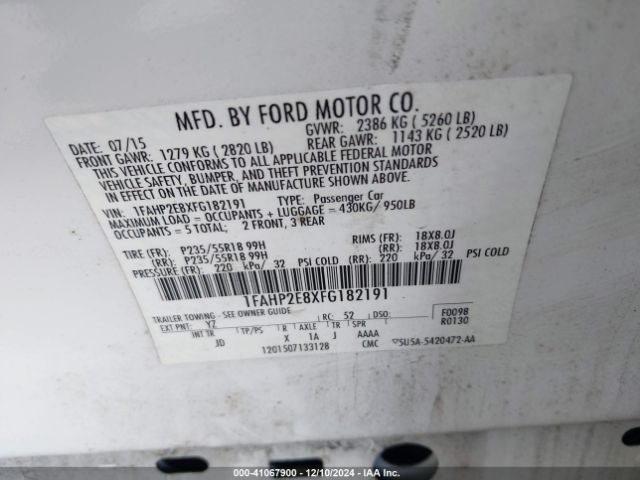 MFD. BY FORD MOTOR CO.
DATE: 07/15 GVWR: 2386 KG ( 5260 LB)
FRONT GAWR: 1279 KG ( 2820 LB) REAR GAWR: 1143 KG ( 2520 LB)
THIS VEHICLE CONFORMS TO ALL APPLICABLE FEDERAL MOTOR
VEHICLE SAFETY, BUMPER, AND THEFT PREVENTION STANDARDS
IN EFFECT ON THE DATE OF MANUFACTURE SHOWN ABOVE.
VIN: 1FAHP2E8XFG182191 TYPE: Passenger Car
MAXIMUM LOAD = OCCUPANTS + LUGGAGE = 430KG/ 950LB
OCCUPANTS = 5 TOTAL; 2 FRONT, 3 REAR
TIRE (FR): P235/55R18 99H RIMS (FR): 18X8.0J
(RR): P235/55R18 99H (RR): 18X8.0J
PRESSURE (FR): 220 kPa/ 32 PSI COLD (RR): 220 kPa/ 32 PSI COLD
1FAHP2E8XFG182191
TRAILER TOWING - SEE OWNER GUIDE
EXT PNT: YZ RC: 52 DSO: F0098
INT TR TP/PS R AXLE TR SPR R0130
JD X 1A J AAAA
1201507133128 CMC 5U5A-5420472-AA
000-41067900 - 12/10/2024 - IAA Inc.